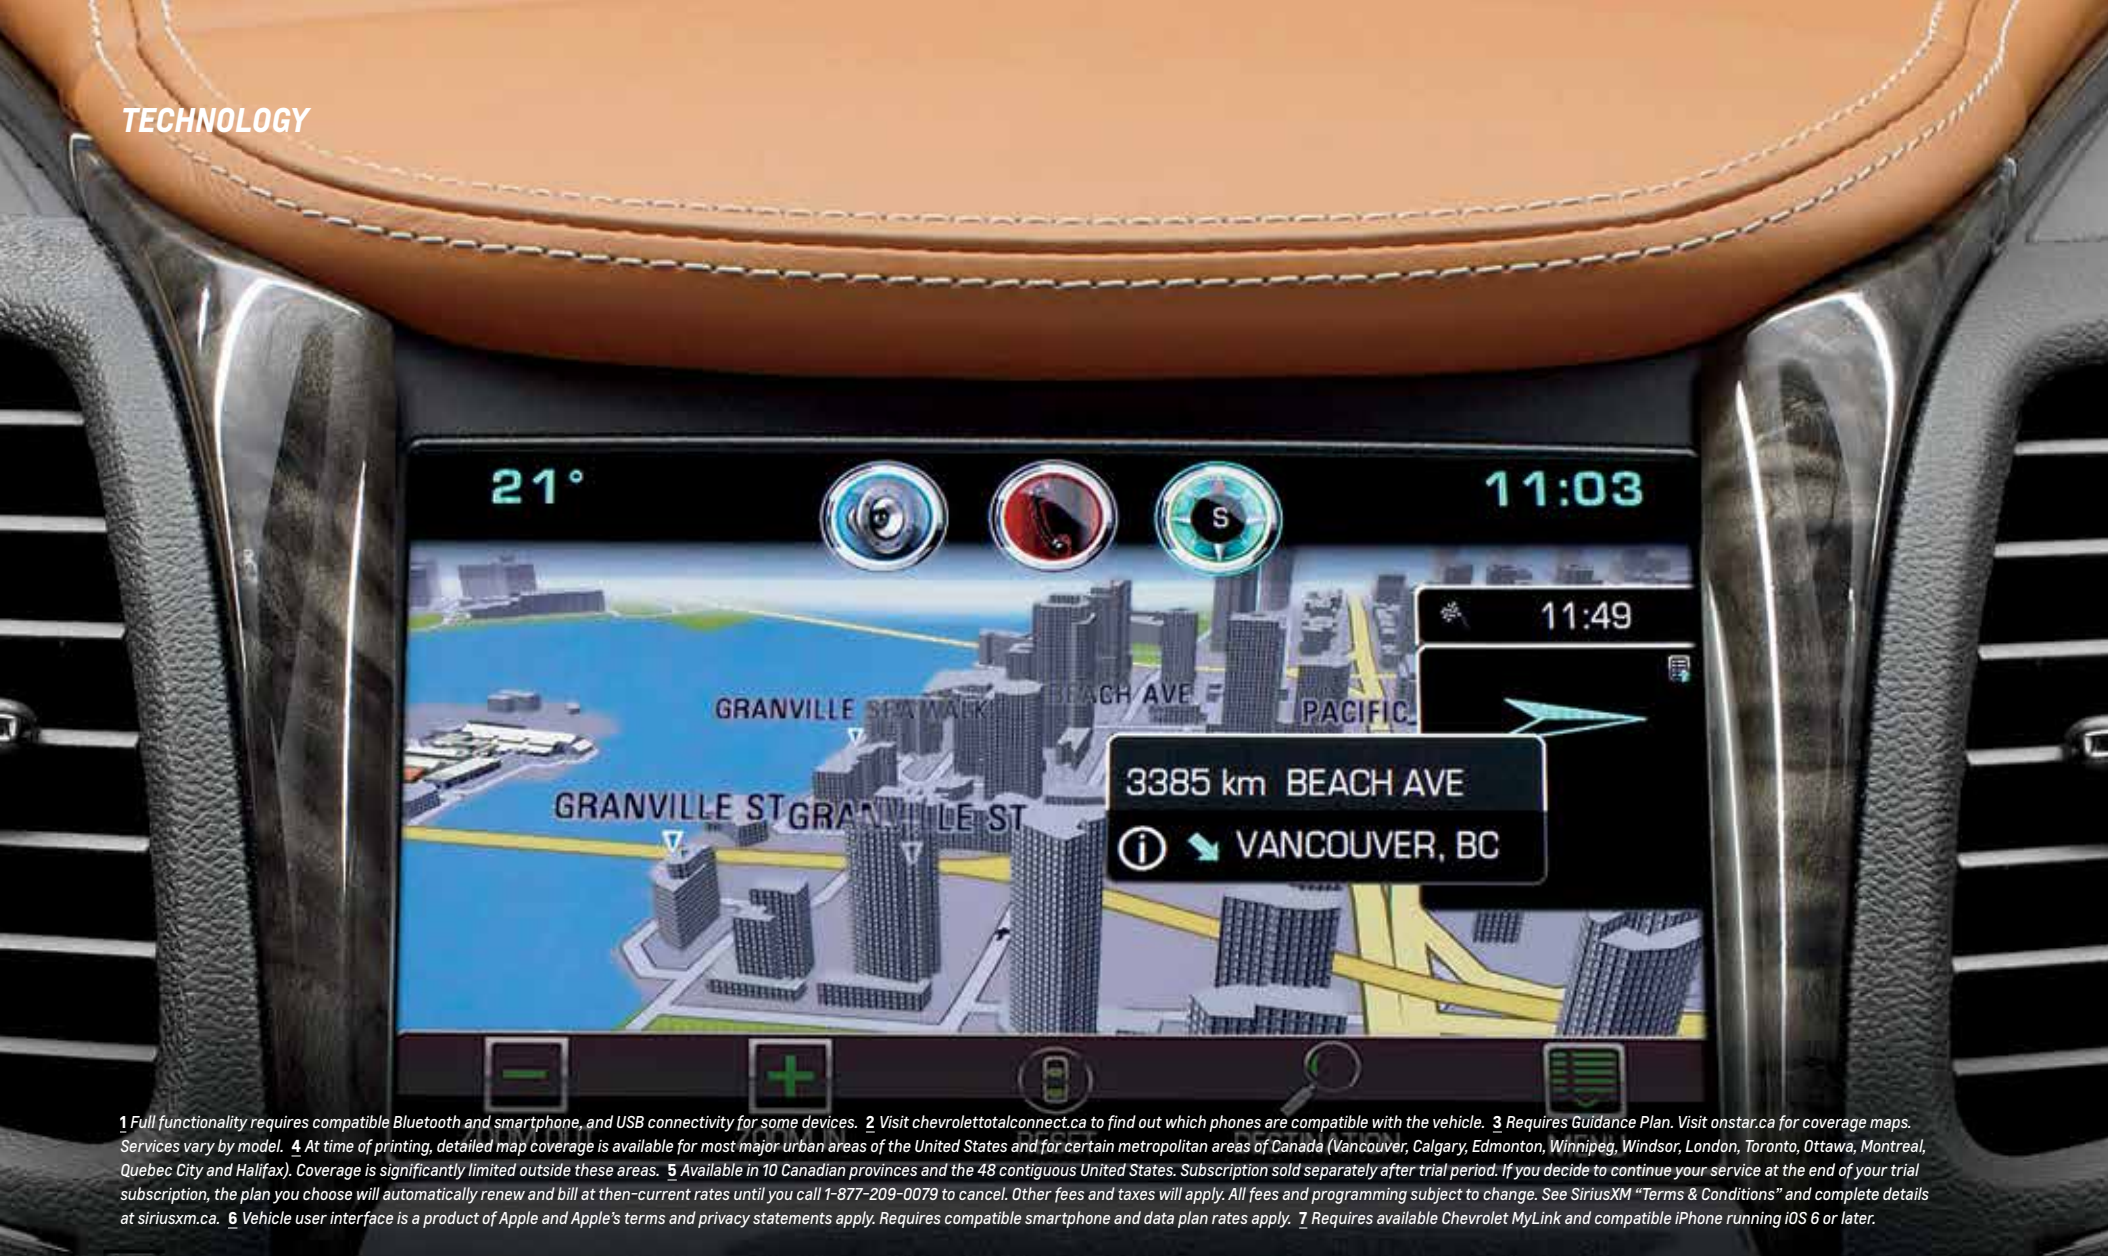 TECHNOLOGY
21°
S
11:03
11:49
GRANVILLE SEAWALK
BEACH AVE
PACIFIC
3385 km BEACH AVE
GRANVILLE ST
GRANVILLE ST
VANCOUVER, BC
ZOOM OUT
ZOOM IN
RESET
DESTINATION
MENU
1 Full functionality requires compatible Bluetooth and smartphone, and USB connectivity for some devices. 2 Visit chevrolettotalconnect.ca to find out which phones are compatible with the vehicle. 3 Requires Guidance Plan. Visit onstar.ca for coverage maps.
Services vary by model. 4 At time of printing, detailed map coverage is available for most major urban areas of the United States and for certain metropolitan areas of Canada (Vancouver, Calgary, Edmonton, Winnipeg, Windsor, London, Toronto, Ottawa, Montreal,
Quebec City and Halifax). Coverage is significantly limited outside these areas. 5 Available in 10 Canadian provinces and the 48 contiguous United States. Subscription sold separately after trial period. If you decide to continue your service at the end of your trial
subscription, the plan you choose will automatically renew and bill at then-current rates until you call 1-877-209-0079 to cancel. Other fees and taxes will apply. All fees and programming subject to change. See SiriusXM “Terms & Conditions” and complete details
at siriusxm.ca. 6 Vehicle user interface is a product of Apple and Apple’s terms and privacy statements apply. Requires compatible smartphone and data plan rates apply. 7 Requires available Chevrolet MyLink and compatible iPhone running iOS 6 or later.